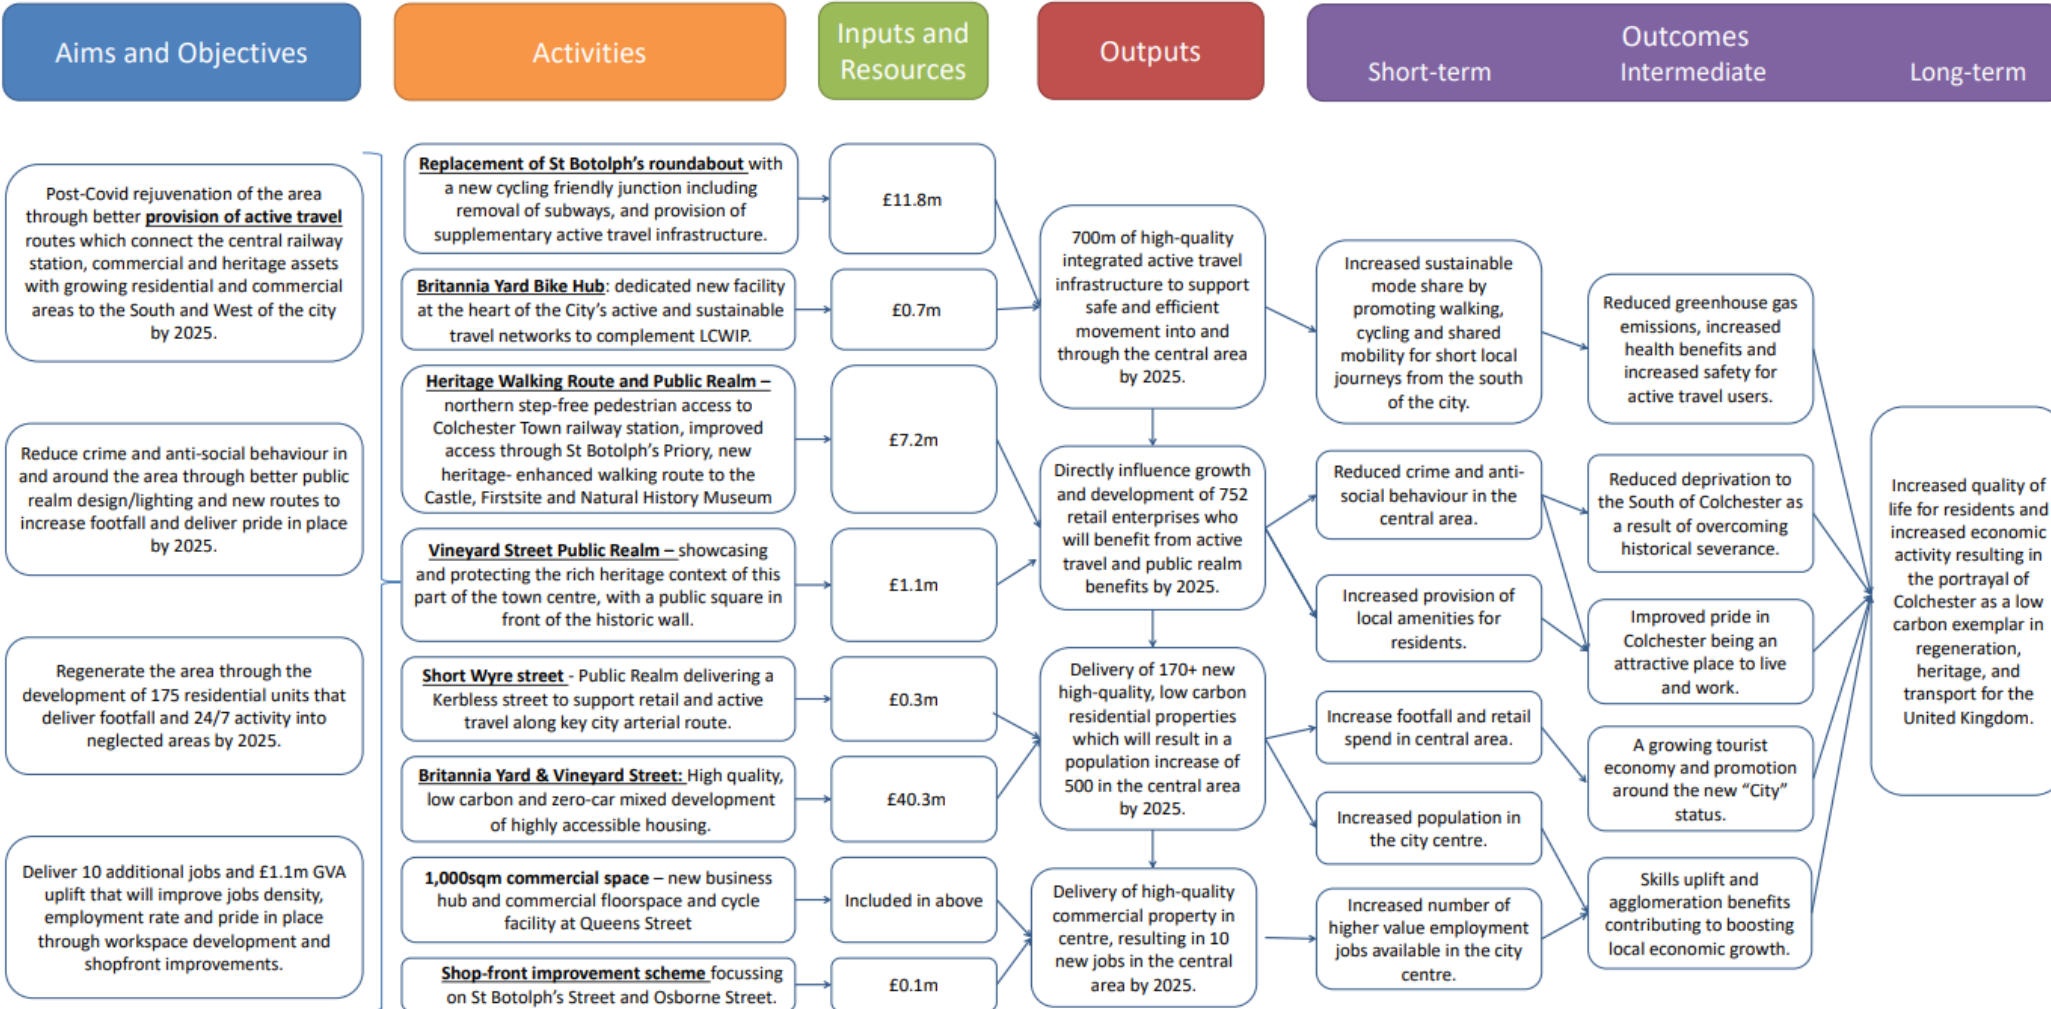 Aims and Objectives
Activities
Inputs and
Resources
Outputs
Outcomes
Short-term
Intermediate
Long-term
Post-Covid rejuvenation of the area
through better provision of active travel
routes which connect the central railway
station, commercial and heritage assets
with growing residential and commercial
areas to the South and West of the city
by 2025.
Reduce crime and anti-social behaviour in
and around the area through better public
realm design/lighting and new routes to
increase footfall and deliver pride in place
by 2025.
Regenerate the area through the
development of 175 residential units that
deliver footfall and 24/7 activity into
neglected areas by 2025.
Deliver 10 additional jobs and £1.1m GVA
uplift that will improve jobs density,
employment rate and pride in place
through workspace development and
shopfront improvements.
Replacement of St Botolph's roundabout with
a new cycling friendly junction including
removal of subways, and provision of
supplementary active travel infrastructure.
Britannia Yard Bike Hub: dedicated new facility
at the heart of the City's active and sustainable
travel networks to complement LCWIP.
Heritage Walking Route and Public Realm –
northern step-free pedestrian access to
Colchester Town railway station, improved
access through St Botolph's Priory, new
heritage- enhanced walking route to the
Castle, Firstsite and Natural History Museum
Vineyard Street Public Realm – showcasing
and protecting the rich heritage context of this
part of the town centre, with a public square in
front of the historic wall.
Short Wyre street - Public Realm delivering a
Kerbless street to support retail and active
travel along key city arterial route.
Britannia Yard & Vineyard Street: High quality,
low carbon and zero-car mixed development
of highly accessible housing.
1,000sqm commercial space – new business
hub and commercial floorspace and cycle
facility at Queens Street
Shop-front improvement scheme focussing
on St Botolph's Street and Osborne Street.
£11.8m
£0.7m
£7.2m
£1.1m
£0.3m
£40.3m
Included in above
£0.1m
700m of high-quality
integrated active travel
infrastructure to support
safe and efficient
movement into and
through the central area
by 2025.
Directly influence growth
and development of 752
retail enterprises who
will benefit from active
travel and public realm
benefits by 2025.
Delivery of 170+ new
high-quality, low carbon
residential properties
which will result in a
population increase of
500 in the central area
by 2025.
Delivery of high-quality
commercial property in
centre, resulting in 10
new jobs in the central
area by 2025.
Increased sustainable
mode share by
promoting walking,
cycling and shared
mobility for short local
journeys from the south
of the city.
Reduced crime and anti-
social behaviour in the
central area.
Increased provision of
local amenities for
residents.
Increase footfall and retail
spend in central area.
Increased population in
the city centre.
Increased number of
higher value employment
jobs available in the city
centre.
Reduced greenhouse gas
emissions, increased
health benefits and
increased safety for
active travel users.
Reduced deprivation to
the South of Colchester as
a result of overcoming
historical severance.
Improved pride in
Colchester being an
attractive place to live
and work.
A growing tourist
economy and promotion
around the new "City"
status.
Skills uplift and
agglomeration benefits
contributing to boosting
local economic growth.
Increased quality of
life for residents and
increased economic
activity resulting in
the portrayal of
Colchester as a low
carbon exemplar in
regeneration,
heritage, and
transport for the
United Kingdom.